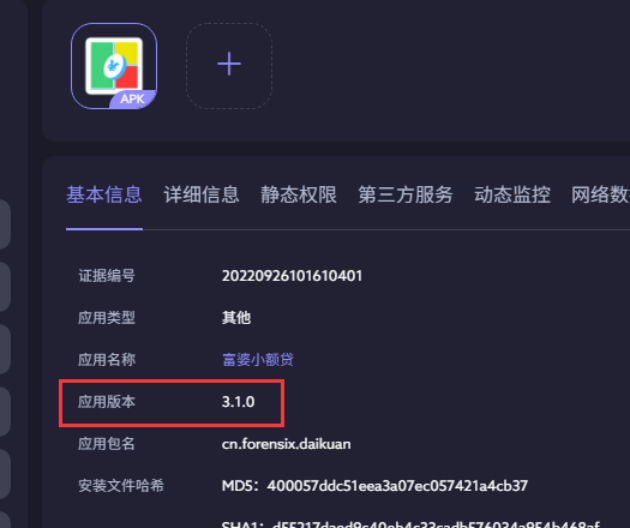 APK
基本信息 详细信息 静态权限 第三方服务 动态监控 网络数
证据编号 20220926101610401
应用类型 其他
应用名称 富婆小额贷
应用版本 3.1.0
应用包名 cn.forensix.daikuan
安装文件哈希 MD5：400057ddc51eea3a07ec057421a4cb37
SHA1：